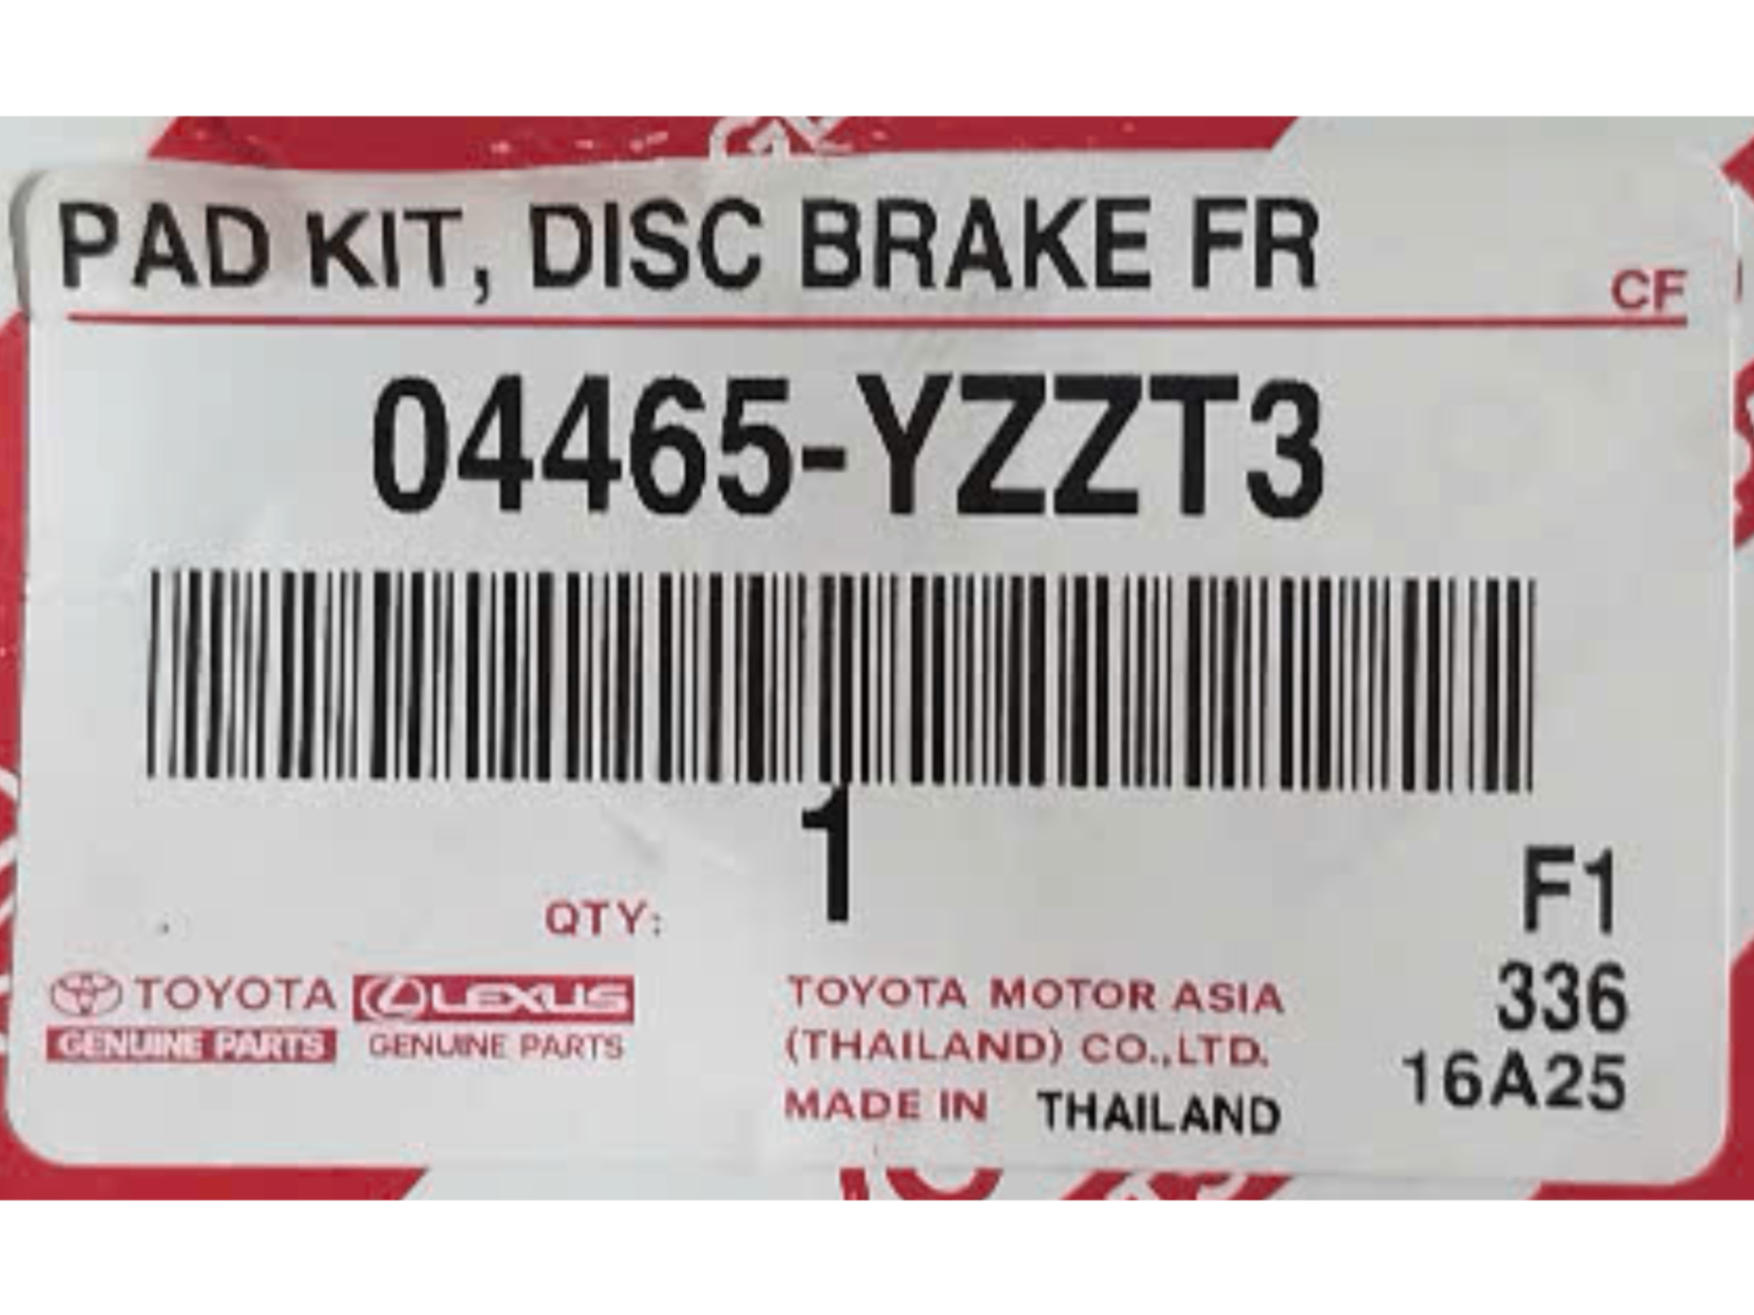 PAD KIT, DISC BRAKE FR
CF
04465-YZZT3
1
QTY:
F1
TOYOTA
GENUINE PARTS
LEXUS
GENUINE PARTS
TOYOTA MOTOR ASIA
(THAILAND) CO.,LTD.
MADE IN THAILAND
336
16A25